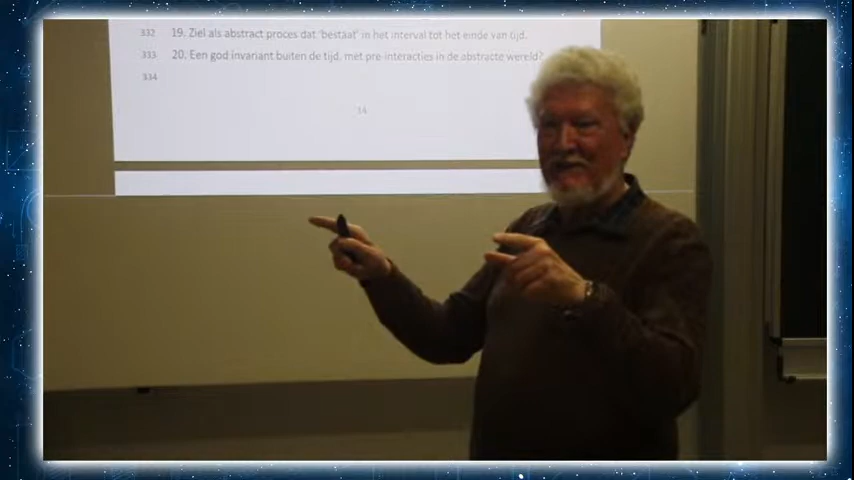 332 19. Ziel als abstract proces dat 'bestaat' in het interval tot het einde van tijd.
333 20. Een god invariant buiten de tijd, met pre-interacties in de abstracte wereld?
334
14